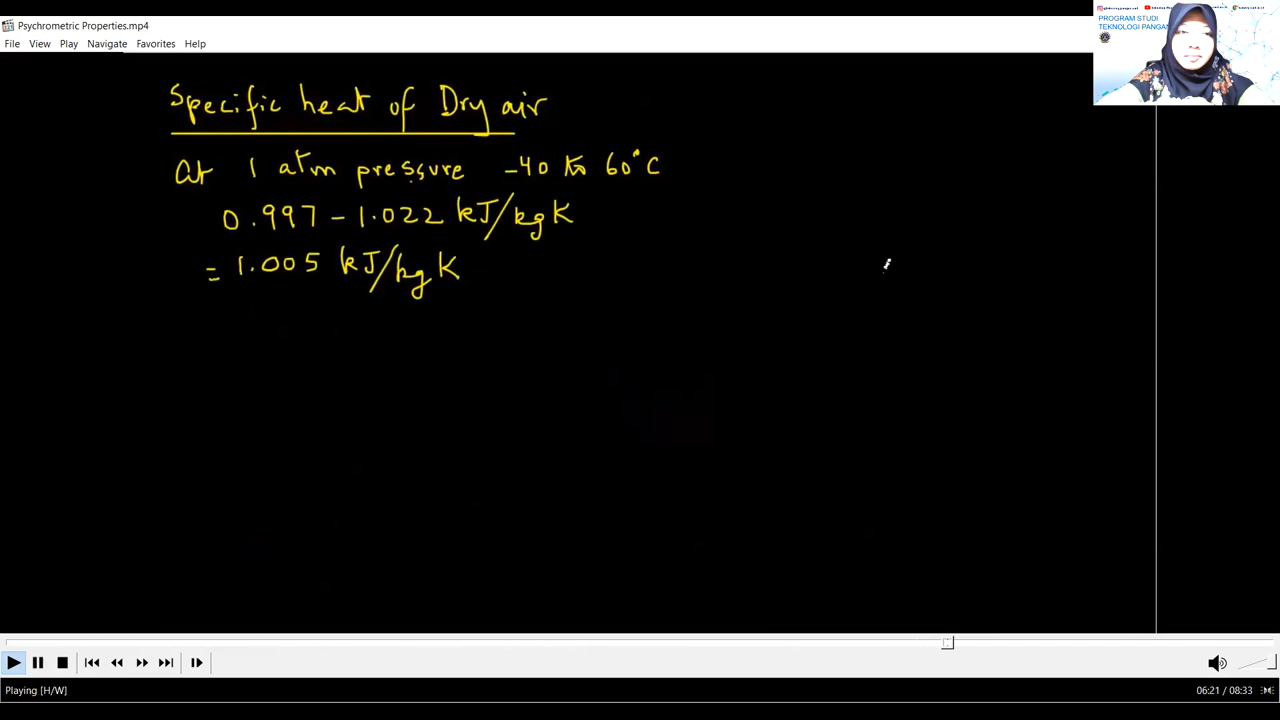 Psychrometric Properties.mp4
File View Play Navigate Favorites Help
PROGRAM STUDI
TEKNOLOGI PANGAN
Specific heat of Dry air
At 1 atm pressure -40 to 60°C
0.997 - 1.022 kJ/kg K
= 1.005 kJ/kg K
Playing [H/W]
06:21 / 08:33